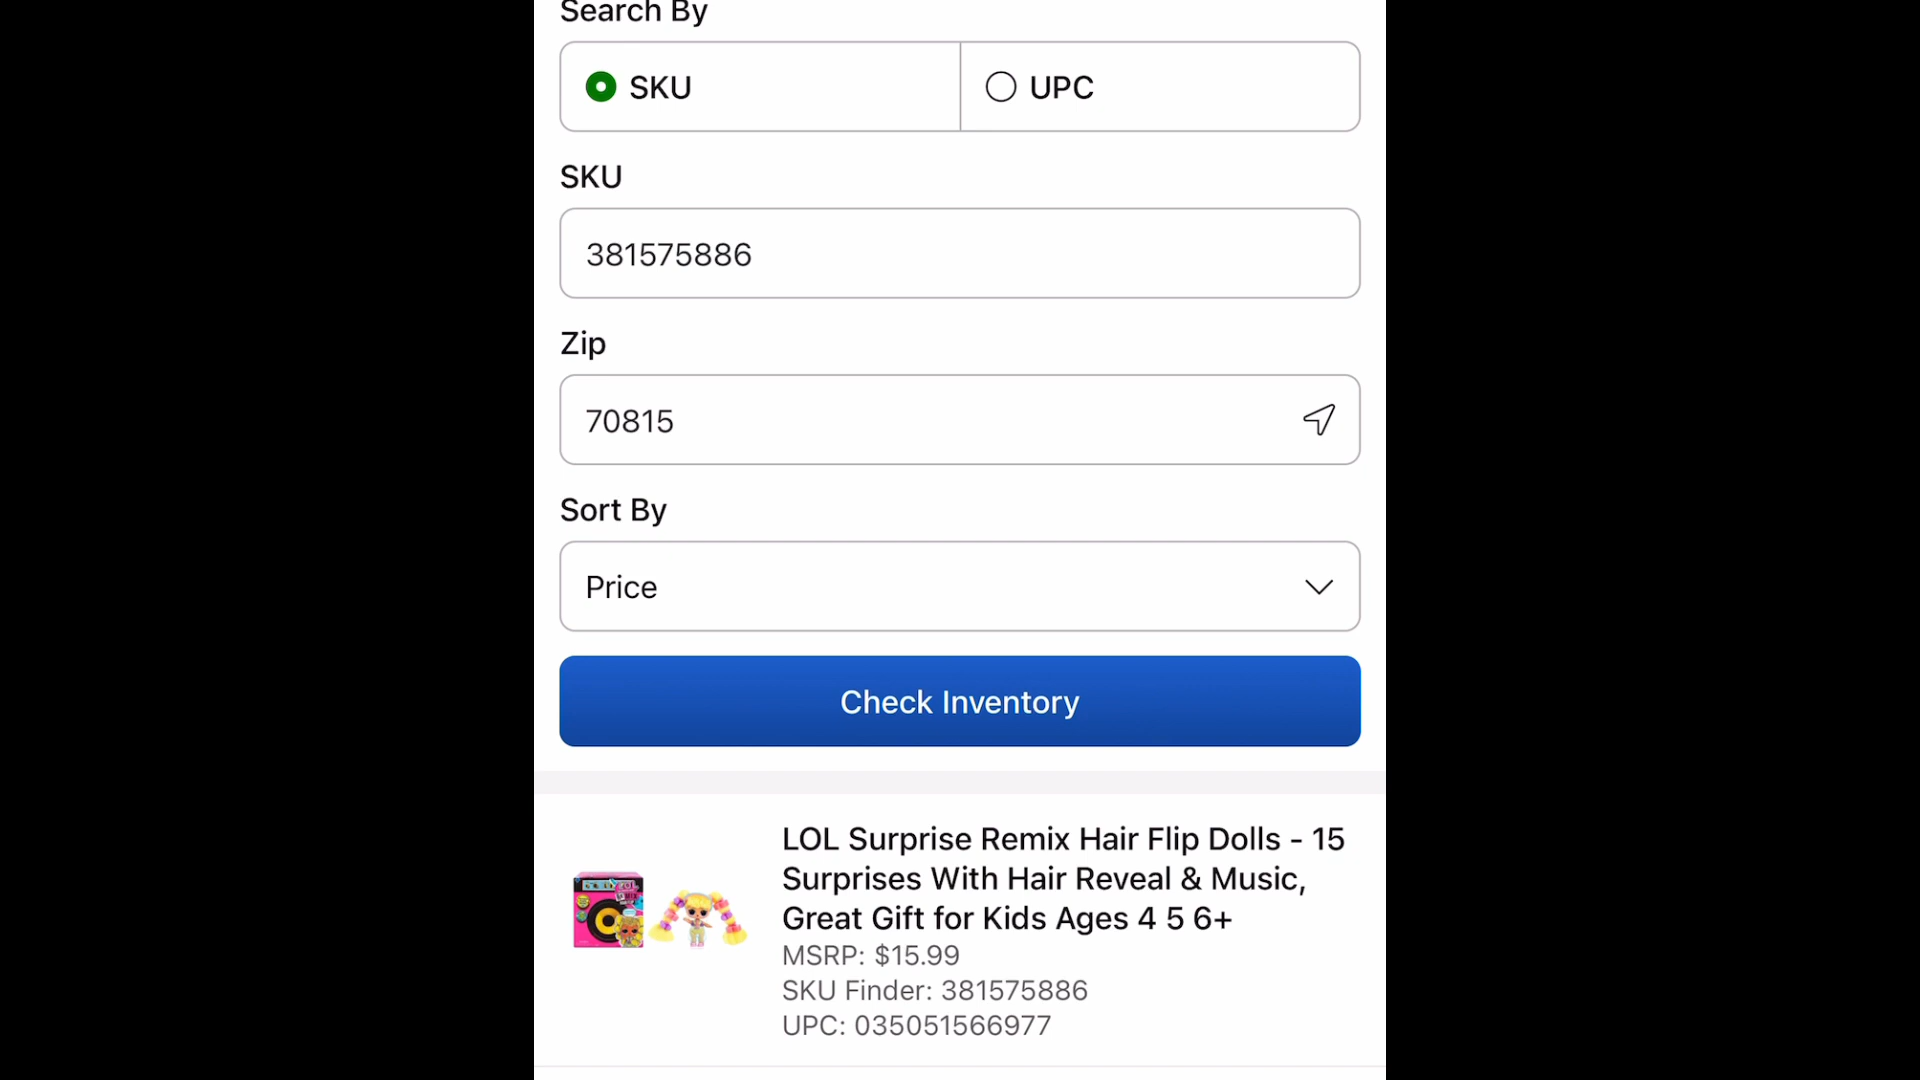 Search By
SKU
UPC
SKU
381575886
Zip
70815
Sort By
Price
Check Inventory
LOL Surprise Remix Hair Flip Dolls - 15
Surprises With Hair Reveal & Music,
Great Gift for Kids Ages 4 5 6+
MSRP: $15.99
SKU Finder: 381575886
UPC: 035051566977